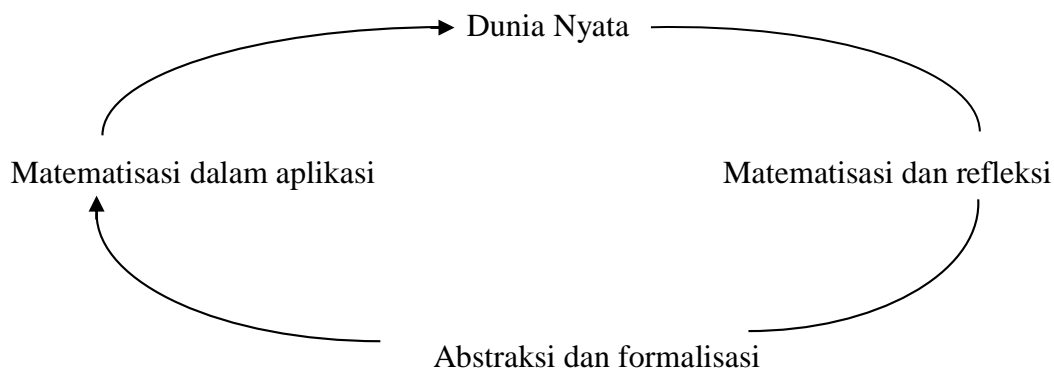 Dunia Nyata
Matematisasi dalam aplikasi
Matematisasi dan refleksi
Abstraksi dan formalisasi